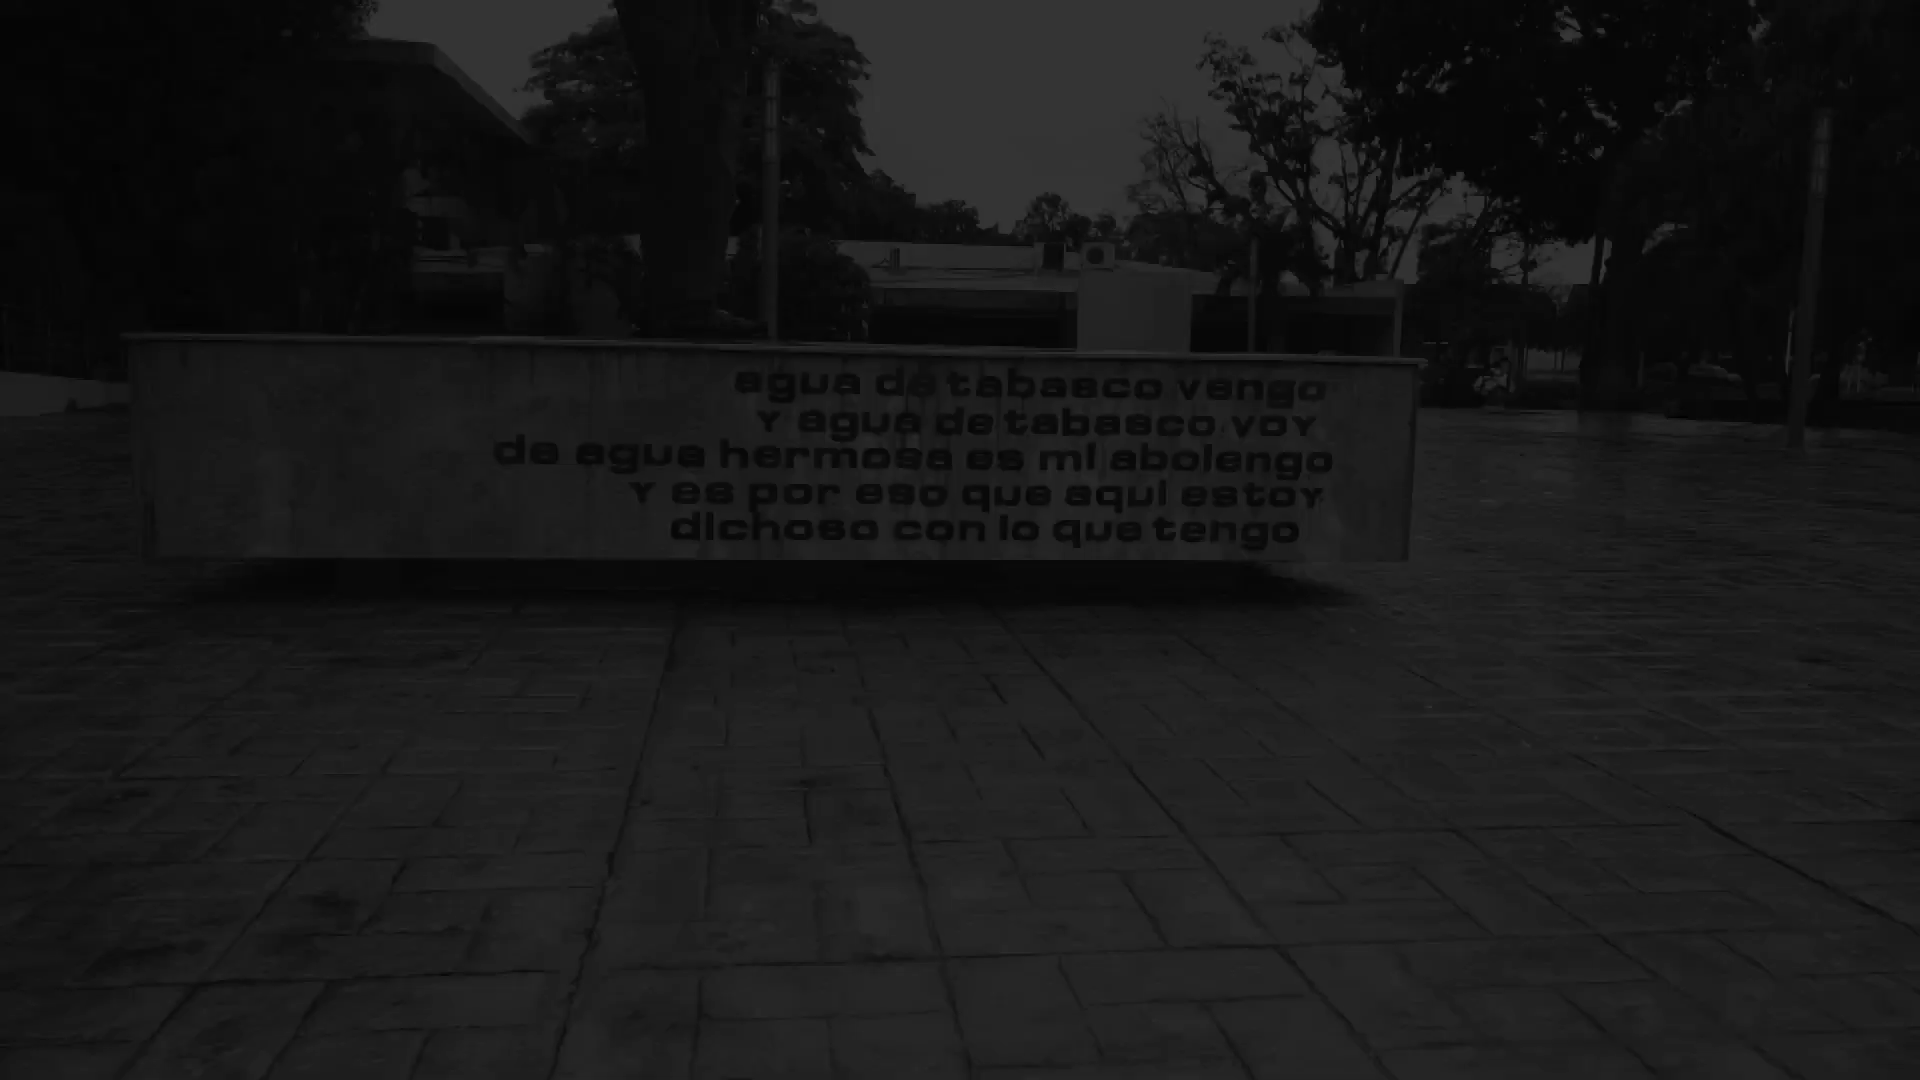 agua de tabasco vengo
Y agua de tabasco voY
de agua hermosa es mi abolengo
Y es por eso que aqui estoY
dichoso con lo que tengo